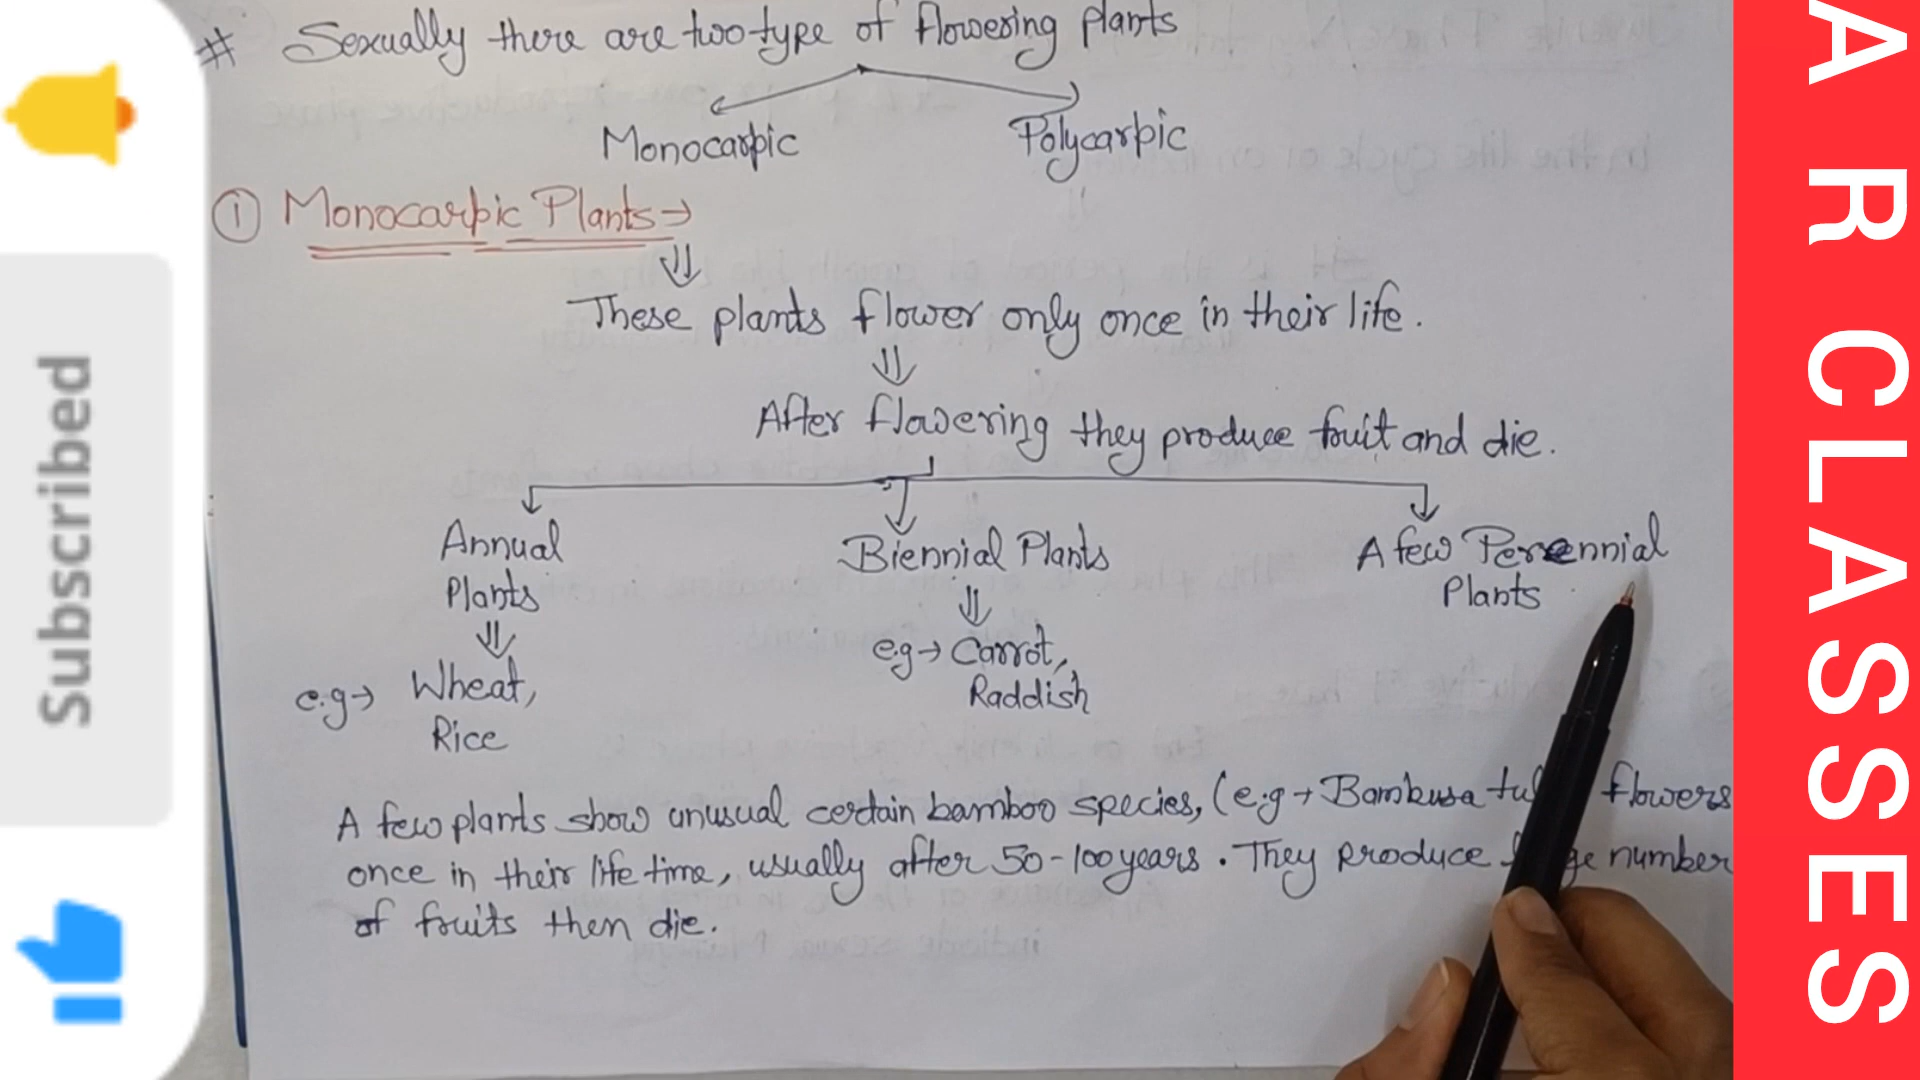 # Sexually there are two type of flowering plants
Monocarpic Polycarpic
① Monocarpic Plants→
These plants flower only once in their life.
After flowering they produce fruit and die.
Annual Plants
Biennial Plants
A few Perennial Plants
e.g→ Wheat,
Rice
e.g→ Carrot,
Raddish
A few plants show unusual certain bamboo species, (e.g→ Bambusa flowers
once in their life time, usually after 50-100 years. They produce number
of fruits then die.
Subscribed
A R CLASSES